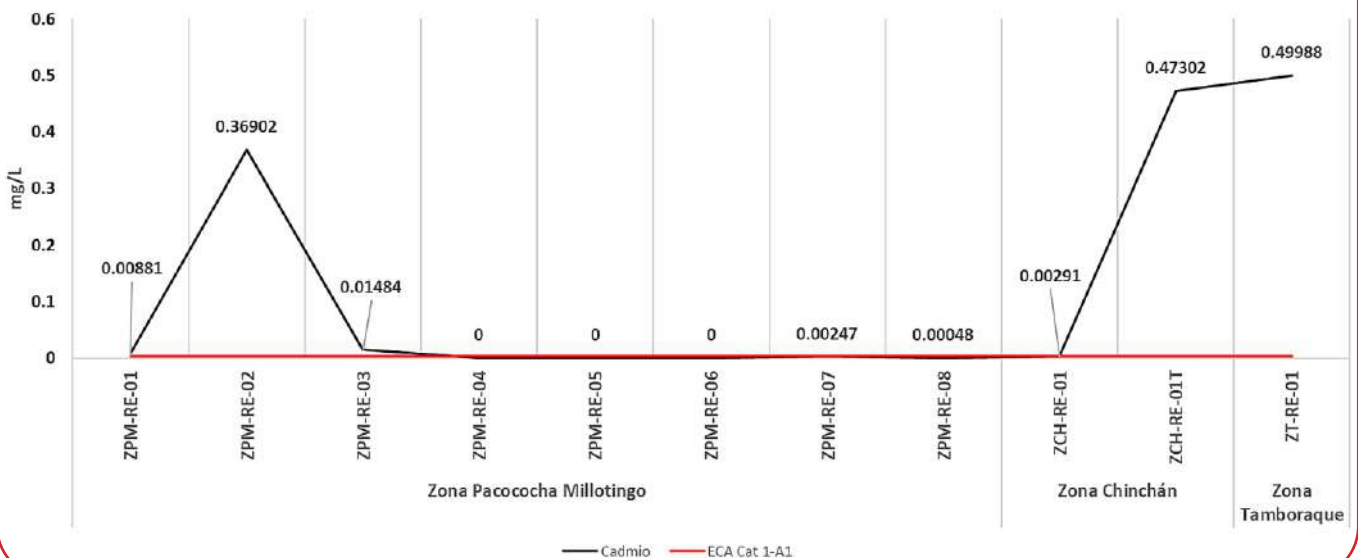 0.6
0.5
0.4
0.3
0.2
0.1
0
mg/L
0.00881
0.36902
0.01484
0
0
0
0.00247
0.00048
0.00291
0.47302
0.49988
ZPM-RE-01
ZPM-RE-02
ZPM-RE-03
ZPM-RE-04
ZPM-RE-05
ZPM-RE-06
ZPM-RE-07
ZPM-RE-08
ZCH-RE-01
ZCH-RE-01T
ZT-RE-01
Zona Pacococha Millotingo
Zona Chinchán
Zona
Tamboraque
Cadmio
ECA Cat 1-A1